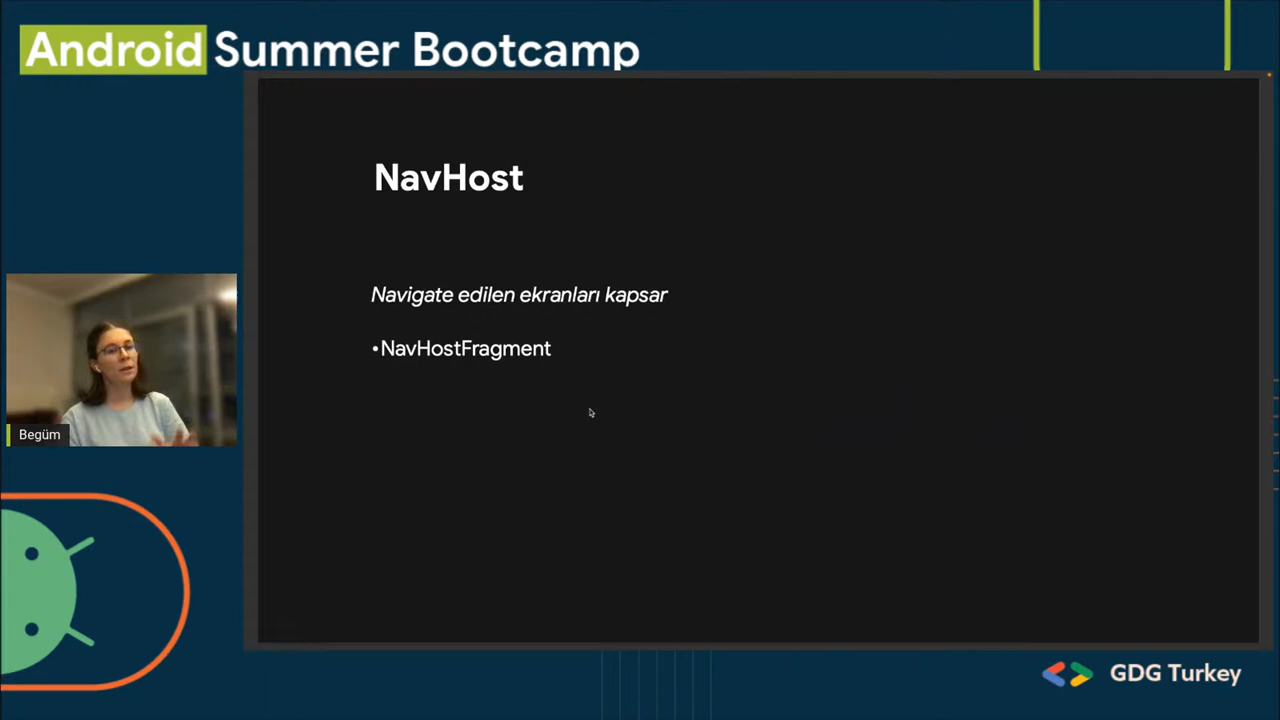 Android Summer Bootcamp
NavHost
Navigate edilen ekranları kapsar
•NavHostFragment
Begüm
GDG Turkey